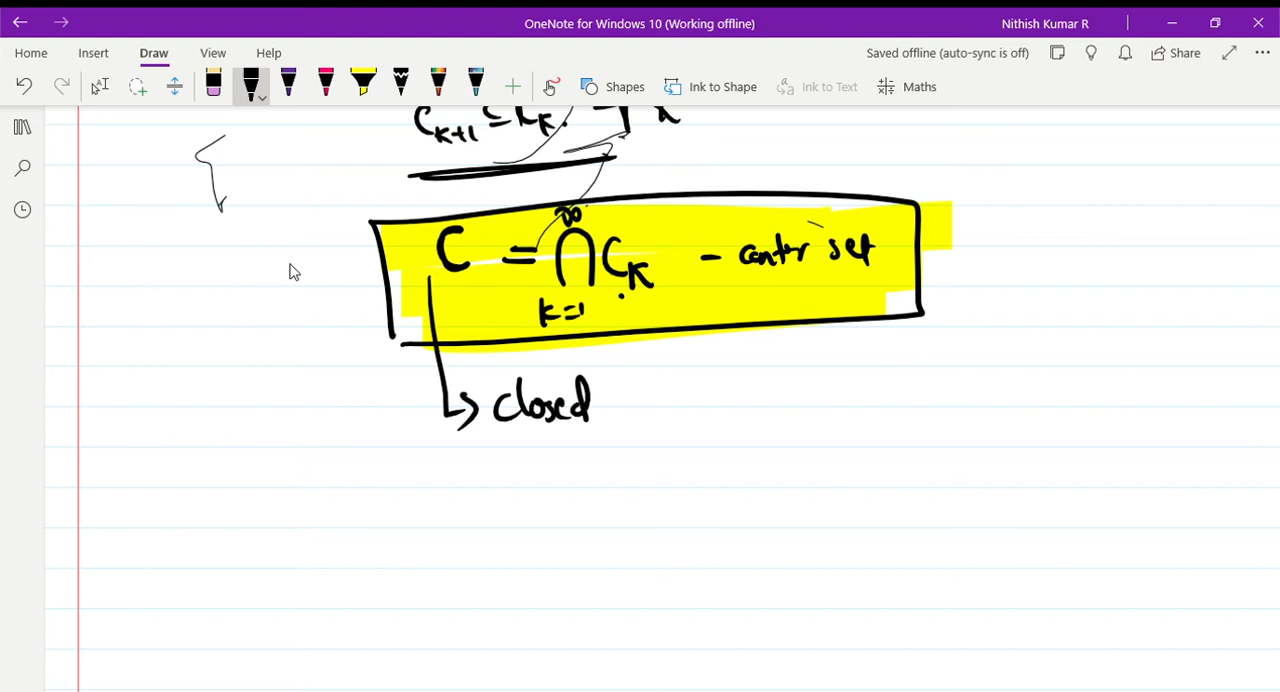 OneNote for Windows 10 (Working offline)
Nithish Kumar R
Home Insert Draw View Help
Saved offline (auto-sync is off)
Share
Shapes
Ink to Shape
Ink to Text
Maths
C = ∞ ⋂ k=1 C_K - cantr set
↳ closed